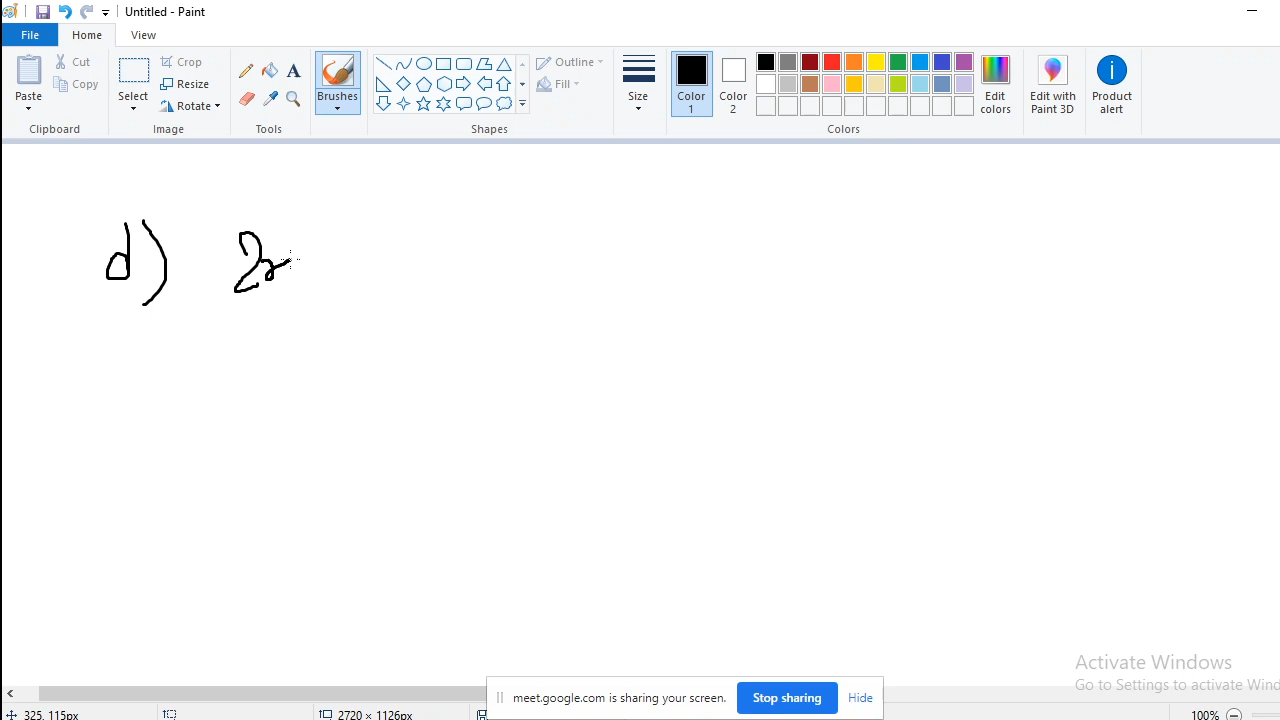 Untitled - Paint
File Home View
Paste Cut Copy Clipboard
Select Crop Resize Rotate Image
Tools
Brushes
Shapes
Outline Fill
Size
Color 1 Color 2 Edit colors Colors
Edit with Paint 3D
Product alert
d) 2
Activate Windows
Go to Settings to activate Wind
meet.google.com is sharing your screen. Stop sharing Hide
325, 115px 2720 × 1126px 100%